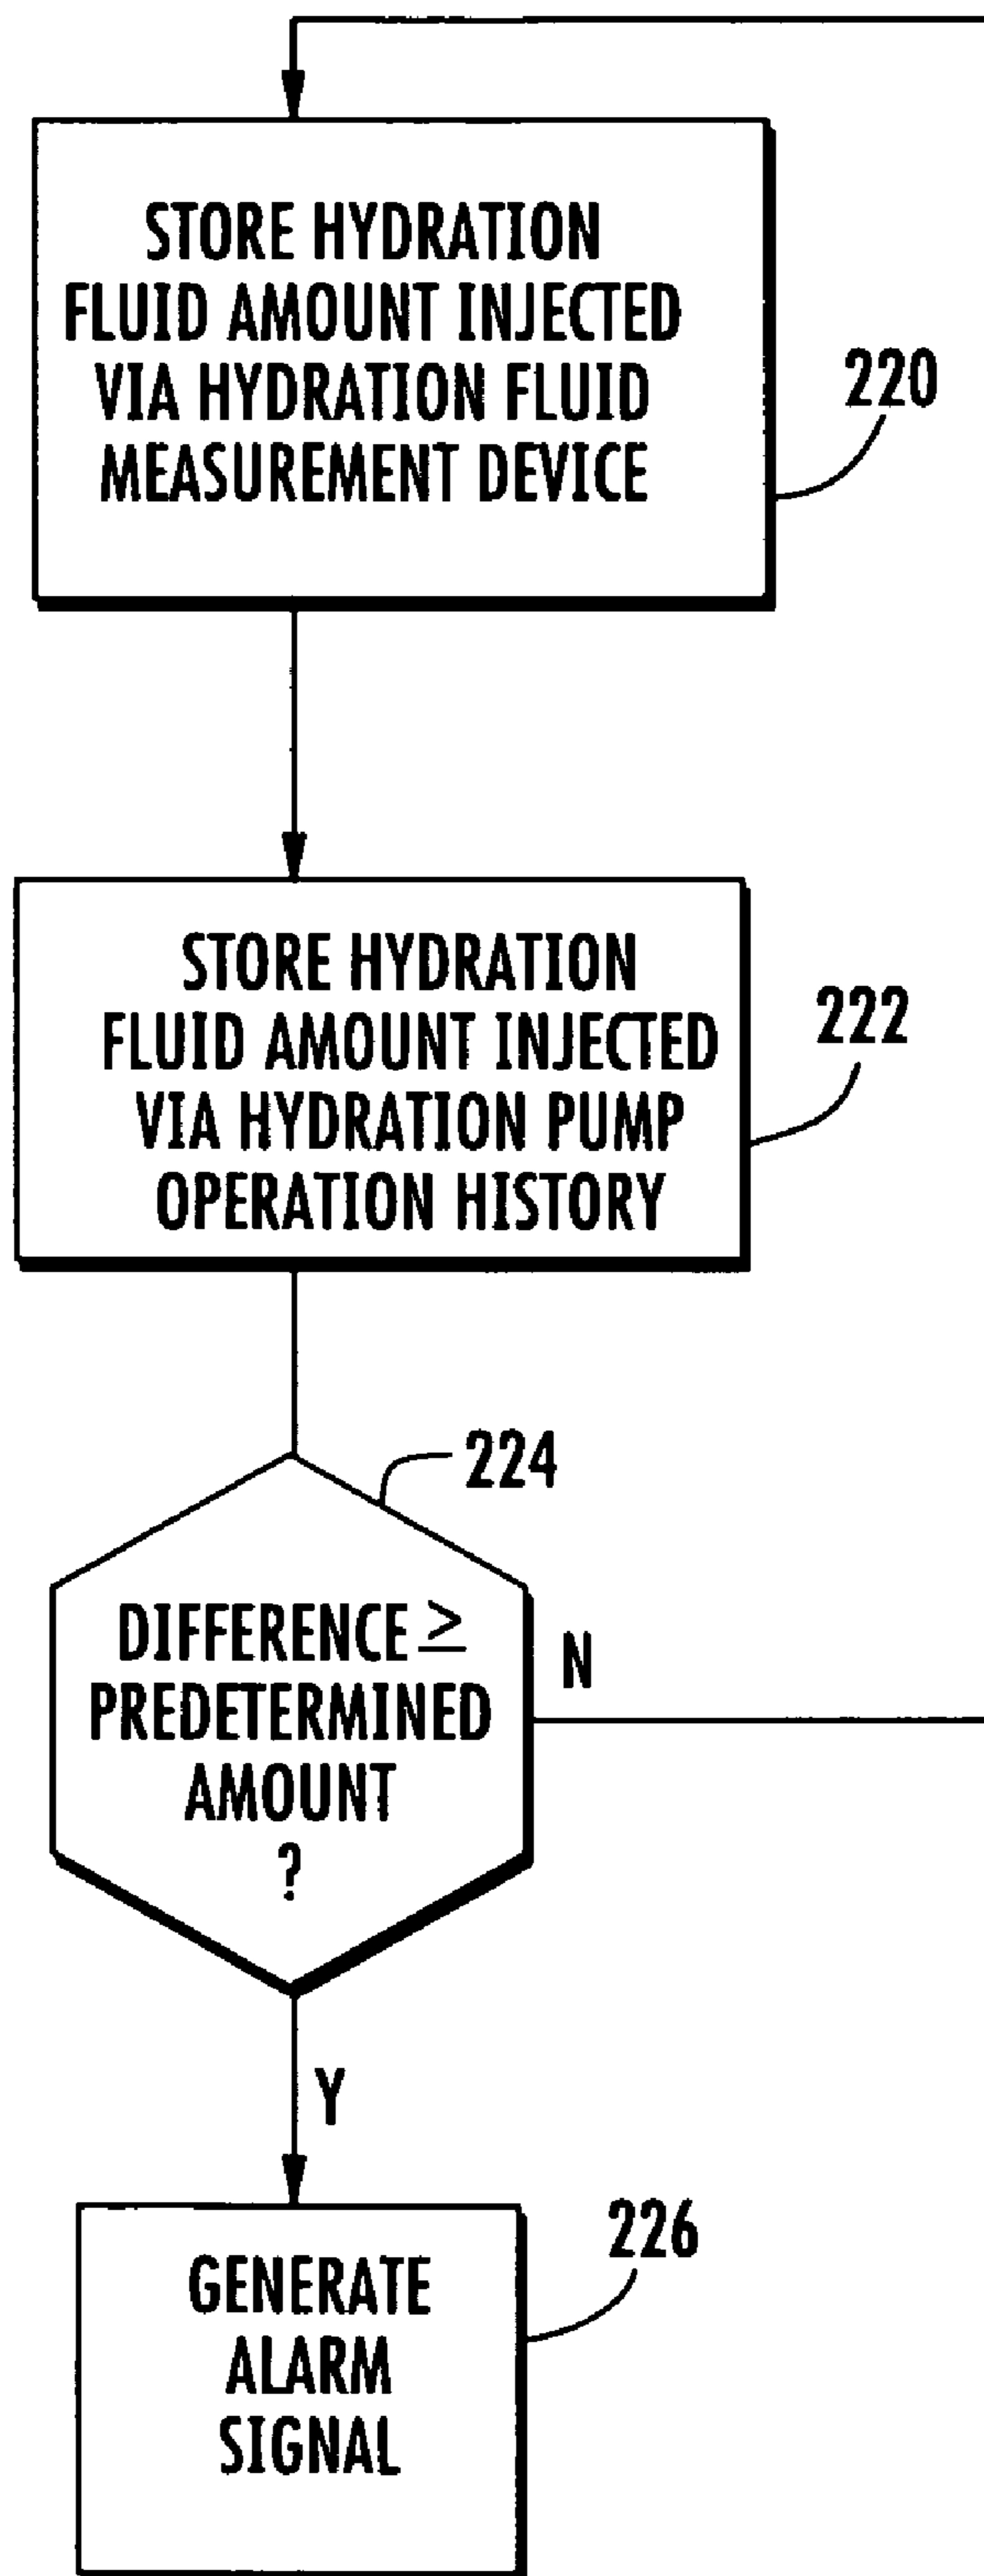 STORE HYDRATION
FLUID AMOUNT INJECTED
VIA HYDRATION FLUID
MEASUREMENT DEVICE
220
STORE HYDRATION
FLUID AMOUNT INJECTED
VIA HYDRATION PUMP
OPERATION HISTORY
222
224
DIFFERENCE ≥
PREDETERMINED
AMOUNT
?
N
Y
226
GENERATE
ALARM
SIGNAL